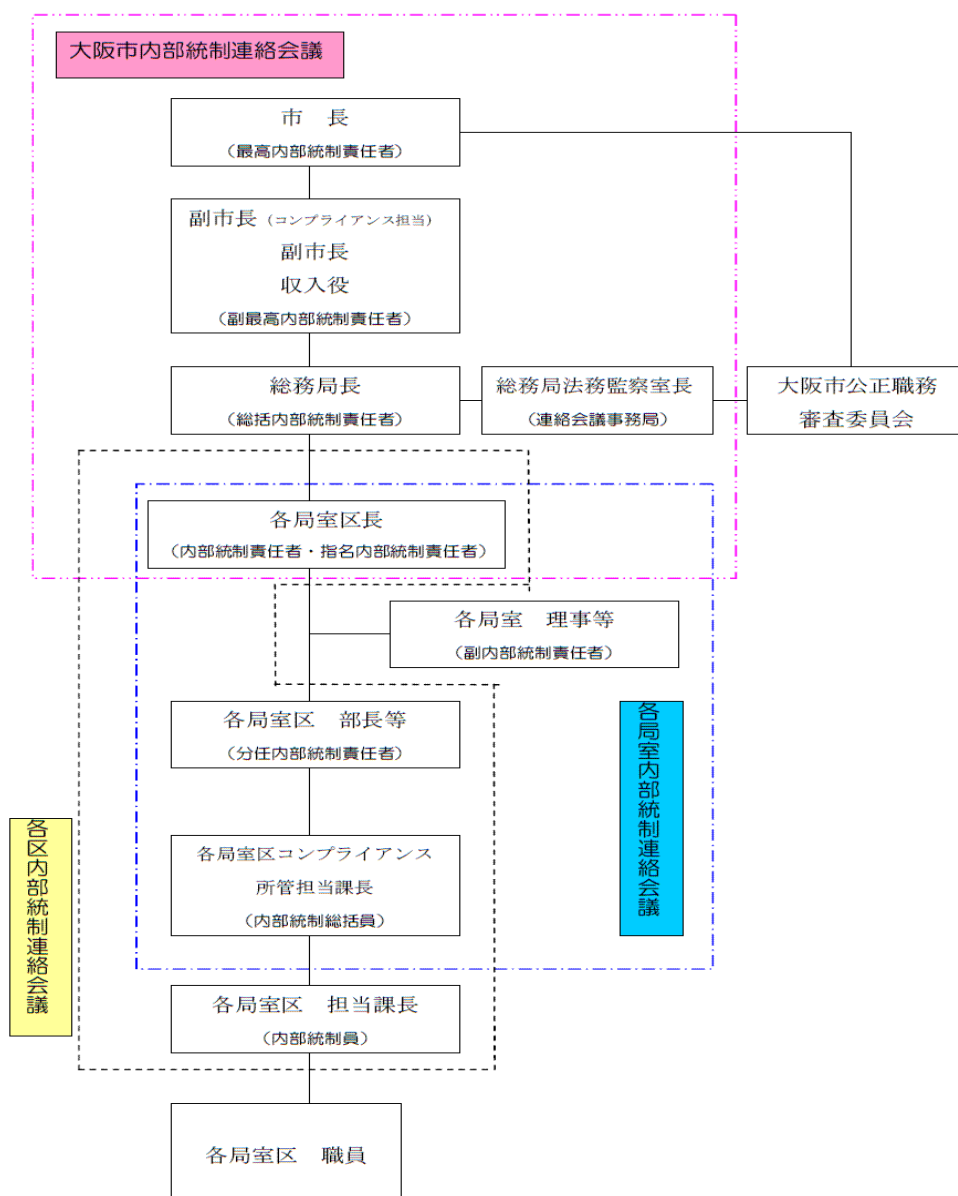 大阪市内部統制連絡会議
市　長
（最高内部統制責任者）
副市長（コンプライアンス担当）
副市長
収入役
（副最高内部統制責任者）
総務局長
（総括内部統制責任者）
総務局法務監察室長
（連絡会議事務局）
大阪市公正職務
審査委員会
各局室区長
（内部統制責任者・指名内部統制責任者）
各局室　理事等
（副内部統制責任者）
各局室区　部長等
（分任内部統制責任者）
各局室内部統制連絡会議
各区内部統制連絡会議
各局室区コンプライアンス
所管担当課長
（内部統制総括員）
各局室区　担当課長
（内部統制員）
各局室区　職員